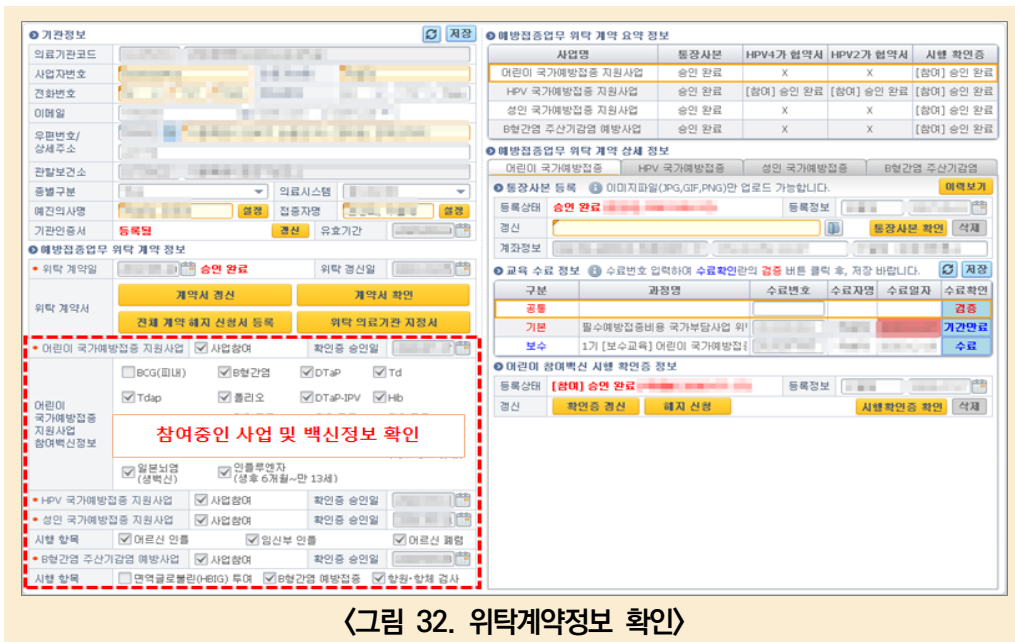 기관정보 저장
의료기관코드
사업자번호
전화번호
이메일
우편번호/
상세주소
관할보건소
종별구분 의료시스템
예진의사명 설정 접종자명 설정
기관인증서 등록됨 갱신 유효기간
예방접종업무 위탁 계약 정보
위탁 계약일 승인 완료 위탁 갱신일
위탁 계약서 계약서 갱신 계약서 확인
전체 계약 해지 신청서 등록 위탁 의료기관 지정서
어린이 국가예방접종 지원사업 사업참여 확인증 승인일
어린이
국가예방접종
지원사업
참여백신정보
BCG(피내) B형간염 DTaP Td
Tdap 폴리오 DTaP-IPV Hib
참여중인 사업 및 백신정보 확인
일본뇌염
(생백신)
인플루엔자
(생후 6개월~만 13세)
HPV 국가예방접종 지원사업 사업참여 확인증 승인일
성인 국가예방접종 지원사업 사업참여 확인증 승인일
시행 항목 어르신 인플 임신부 인플 어르신 폐렴
B형간염 주산기감염 예방사업 사업참여 확인증 승인일
시행 항목 면역글로불린(HBIG) 투여 B형간염 예방접종 항원·항체 검사
예방접종업무 위탁 계약 요약 정보
사업명 통장사본 HPV4가 협약서 HPV2가 협약서 시행 확인증
어린이 국가예방접종 지원사업 승인 완료 X X [참여] 승인 완료
HPV 국가예방접종 지원사업 승인 완료 [참여] 승인 완료 [참여] 승인 완료 [참여] 승인 완료
성인 국가예방접종 지원사업 승인 완료 X X [참여] 승인 완료
B형간염 주산기감염 예방사업 승인 완료 X X [참여] 승인 완료
예방접종업무 위탁 계약 상세 정보
어린이 국가예방접종 HPV 국가예방접종 성인 국가예방접종 B형간염 주산기감염
통장사본 등록 이미지파일(JPG,GIF,PNG)만 업로드 가능합니다. 이력보기
등록상태 승인 완료 등록정보
갱신 통장사본 확인 삭제
계좌정보
교육 수료 정보 수료번호 입력하여 수료확인란의 검증 버튼 클릭 후, 저장 바랍니다. 저장
구분 과정명 수료번호 수료자명 수료일자 수료확인
공통 검증
기본 필수예방접종비용 국가부담사업 위 기간만료
보수 1기 [보수교육] 어린이 국가예방접 수료
어린이 참여백신 시행 확인증 정보
등록상태 [참여] 승인 완료 등록정보
갱신 확인증 갱신 해지 신청 시행확인증 확인 삭제
<그림 32. 위탁계약정보 확인>